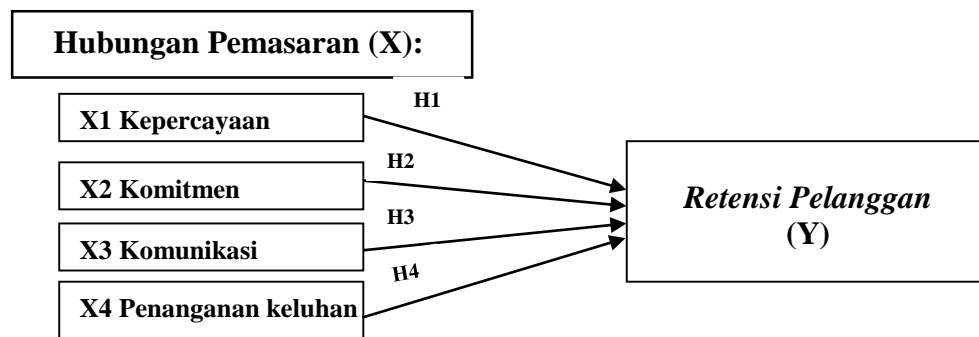 Hubungan Pemasaran (X):
H1
X1 Kepercayaan
H2
X2 Komitmen
H3
X3 Komunikasi
H4
X4 Penanganan keluhan
Retensi Pelanggan
(Y)